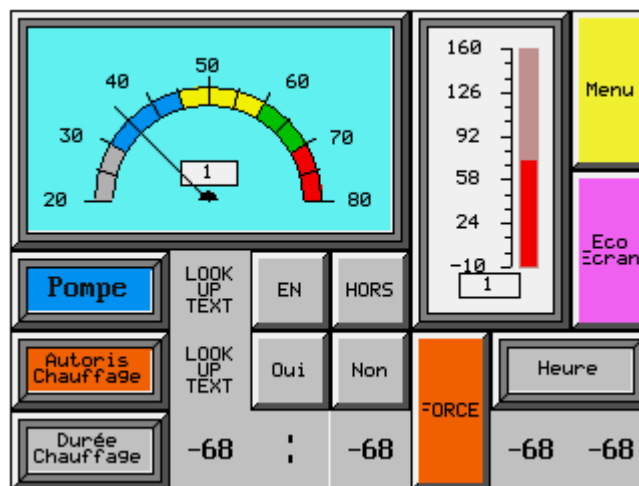 50
40
60
30
70
20
80
1
160
126
92
58
24
-10
1
Menu
Eco
Ecran
Pompe
LOOK
UP
TEXT
EN
HORS
Autoris
Chauffage
LOOK
UP
TEXT
Oui
Non
FORCE
Heure
Durée
Chauffage
-68
:
-68
-68
-68